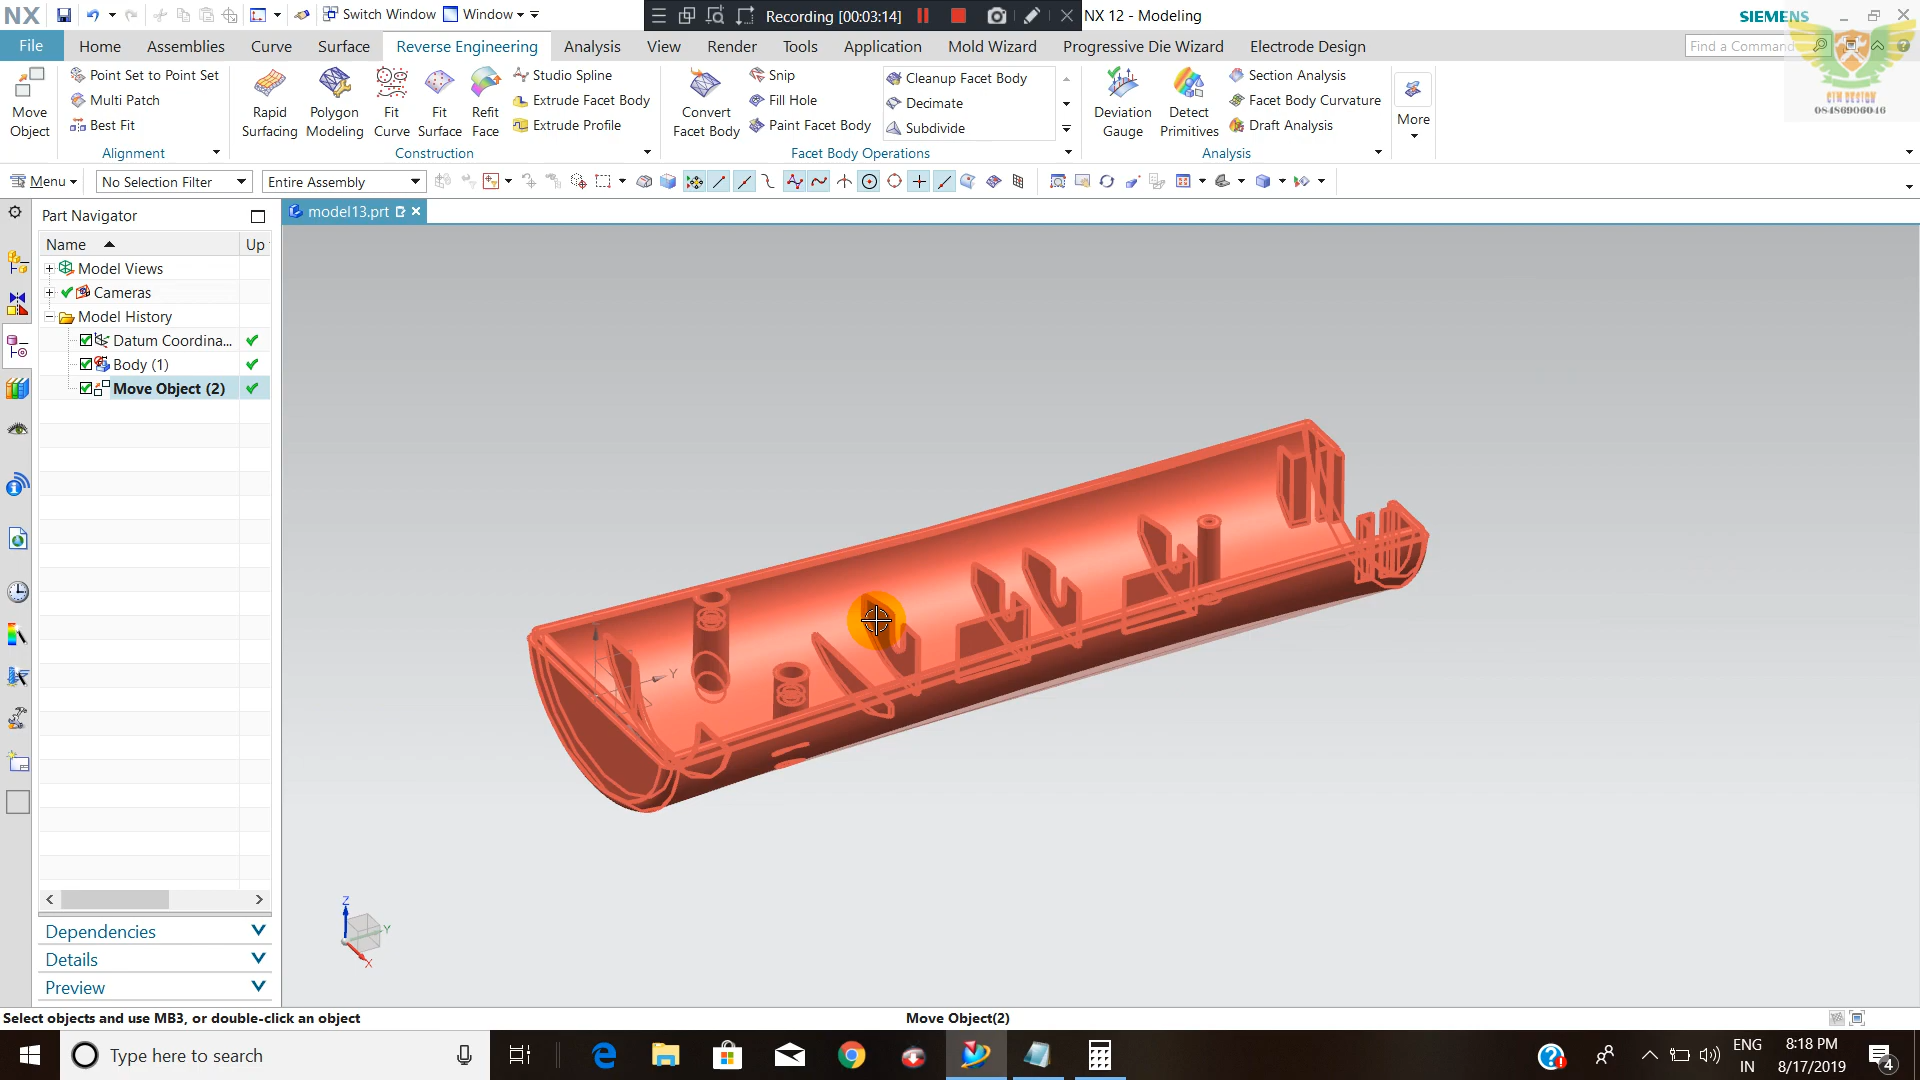 NX
Switch Window
Window
Recording [00:03:14]
NX 12 - Modeling
SIEMENS
File
Home
Assemblies
Curve
Surface
Reverse Engineering
Analysis
View
Render
Tools
Application
Mold Wizard
Progressive Die Wizard
Electrode Design
Find a Command
Move Object
Point Set to Point Set
Multi Patch
Best Fit
Alignment
Rapid Surfacing
Polygon Modeling
Fit Curve
Fit Surface
Refit Face
Studio Spline
Extrude Facet Body
Extrude Profile
Construction
Convert Facet Body
Snip
Fill Hole
Paint Facet Body
Cleanup Facet Body
Decimate
Subdivide
Facet Body Operations
Deviation Gauge
Detect Primitives
Section Analysis
Facet Body Curvature
Draft Analysis
Analysis
More
CIM DESIGN
08486906046
Menu
No Selection Filter
Entire Assembly
Part Navigator
model13.prt
Name
Up
Model Views
Cameras
Model History
Datum Coordina...
Body (1)
Move Object (2)
Y
Z
Y
X
Dependencies
Details
Preview
Select objects and use MB3, or double-click an object
Move Object(2)
Type here to search
ENG
IN
8:18 PM
8/17/2019
4